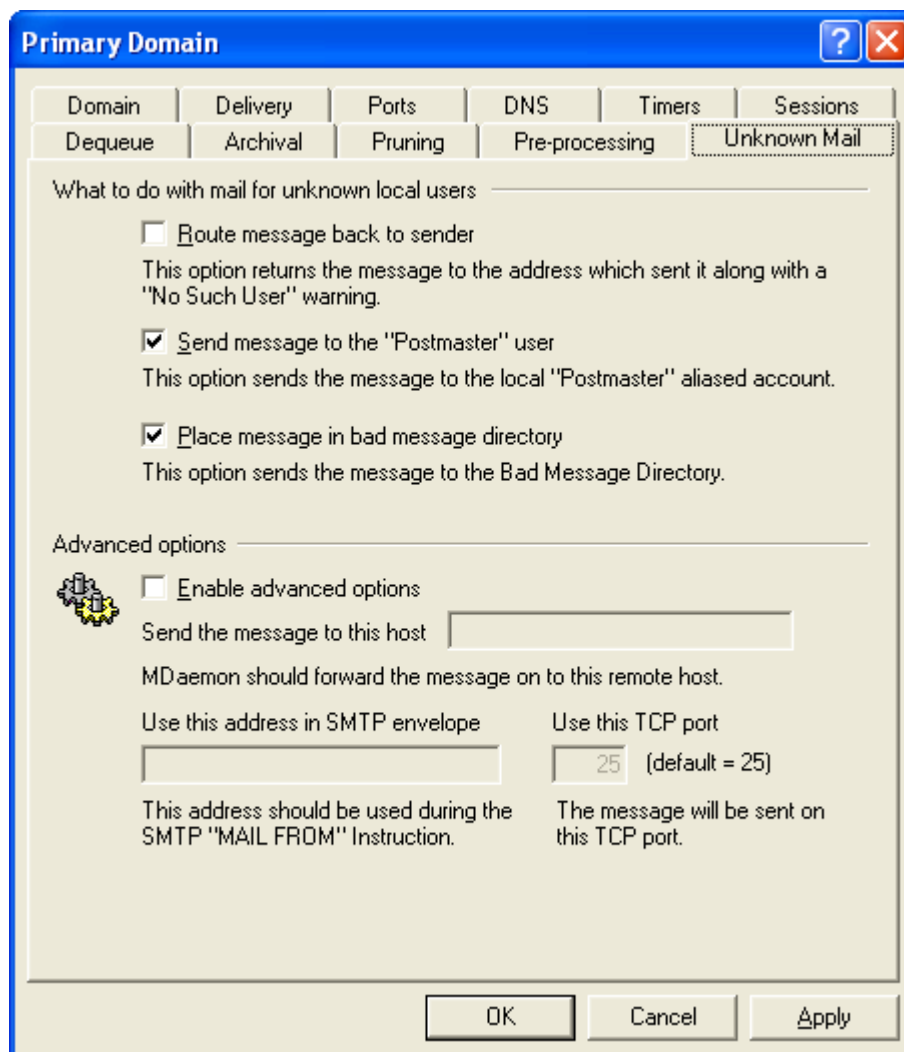 Primary Domain
Domain Delivery Ports DNS Timers Sessions
Dequeue Archival Pruning Pre-processing Unknown Mail
What to do with mail for unknown local users
Route message back to sender
This option returns the message to the address which sent it along with a
"No Such User" warning.
Send message to the "Postmaster" user
This option sends the message to the local "Postmaster" aliased account.
Place message in bad message directory
This option sends the message to the Bad Message Directory.
Advanced options
Enable advanced options
Send the message to this host
MDaemon should forward the message on to this remote host.
Use this address in SMTP envelope Use this TCP port
25 (default = 25)
This address should be used during the The message will be sent on
SMTP "MAIL FROM" Instruction. this TCP port.
OK Cancel Apply